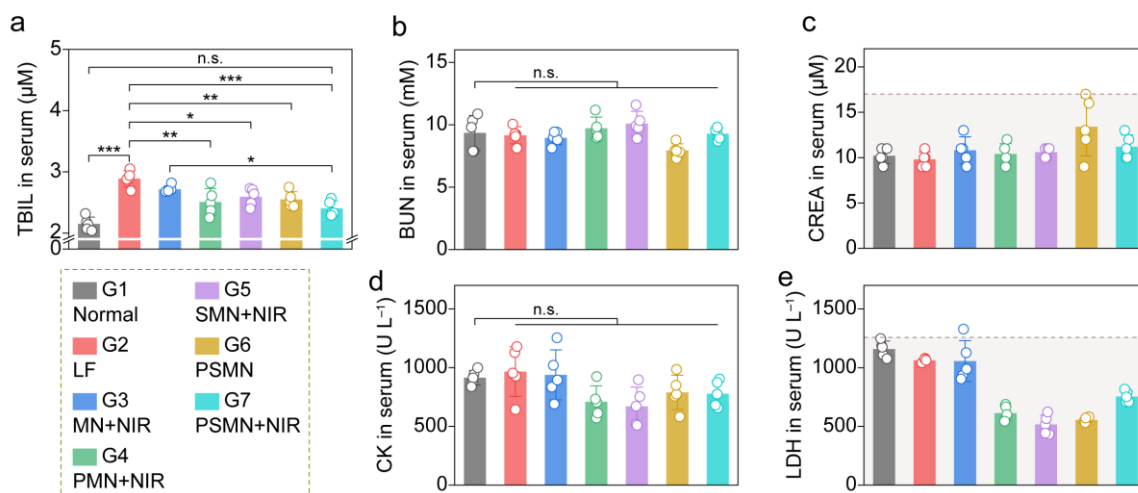 a
TBIL in serum (μM)
5
4
3
2
0
n.s.
***
**
*
**
***
*
b
BUN in serum (mM)
15
10
5
0
n.s.
c
CREA in serum (μM)
20
15
10
5
0
G1
Normal
G2
LF
G3
MN+NIR
G4
PMN+NIR
G5
SMN+NIR
G6
PSMN
G7
PSMN+NIR
d
CK in serum (U L⁻¹)
1500
1000
500
0
n.s.
e
LDH in serum (U L⁻¹)
1500
1000
500
0